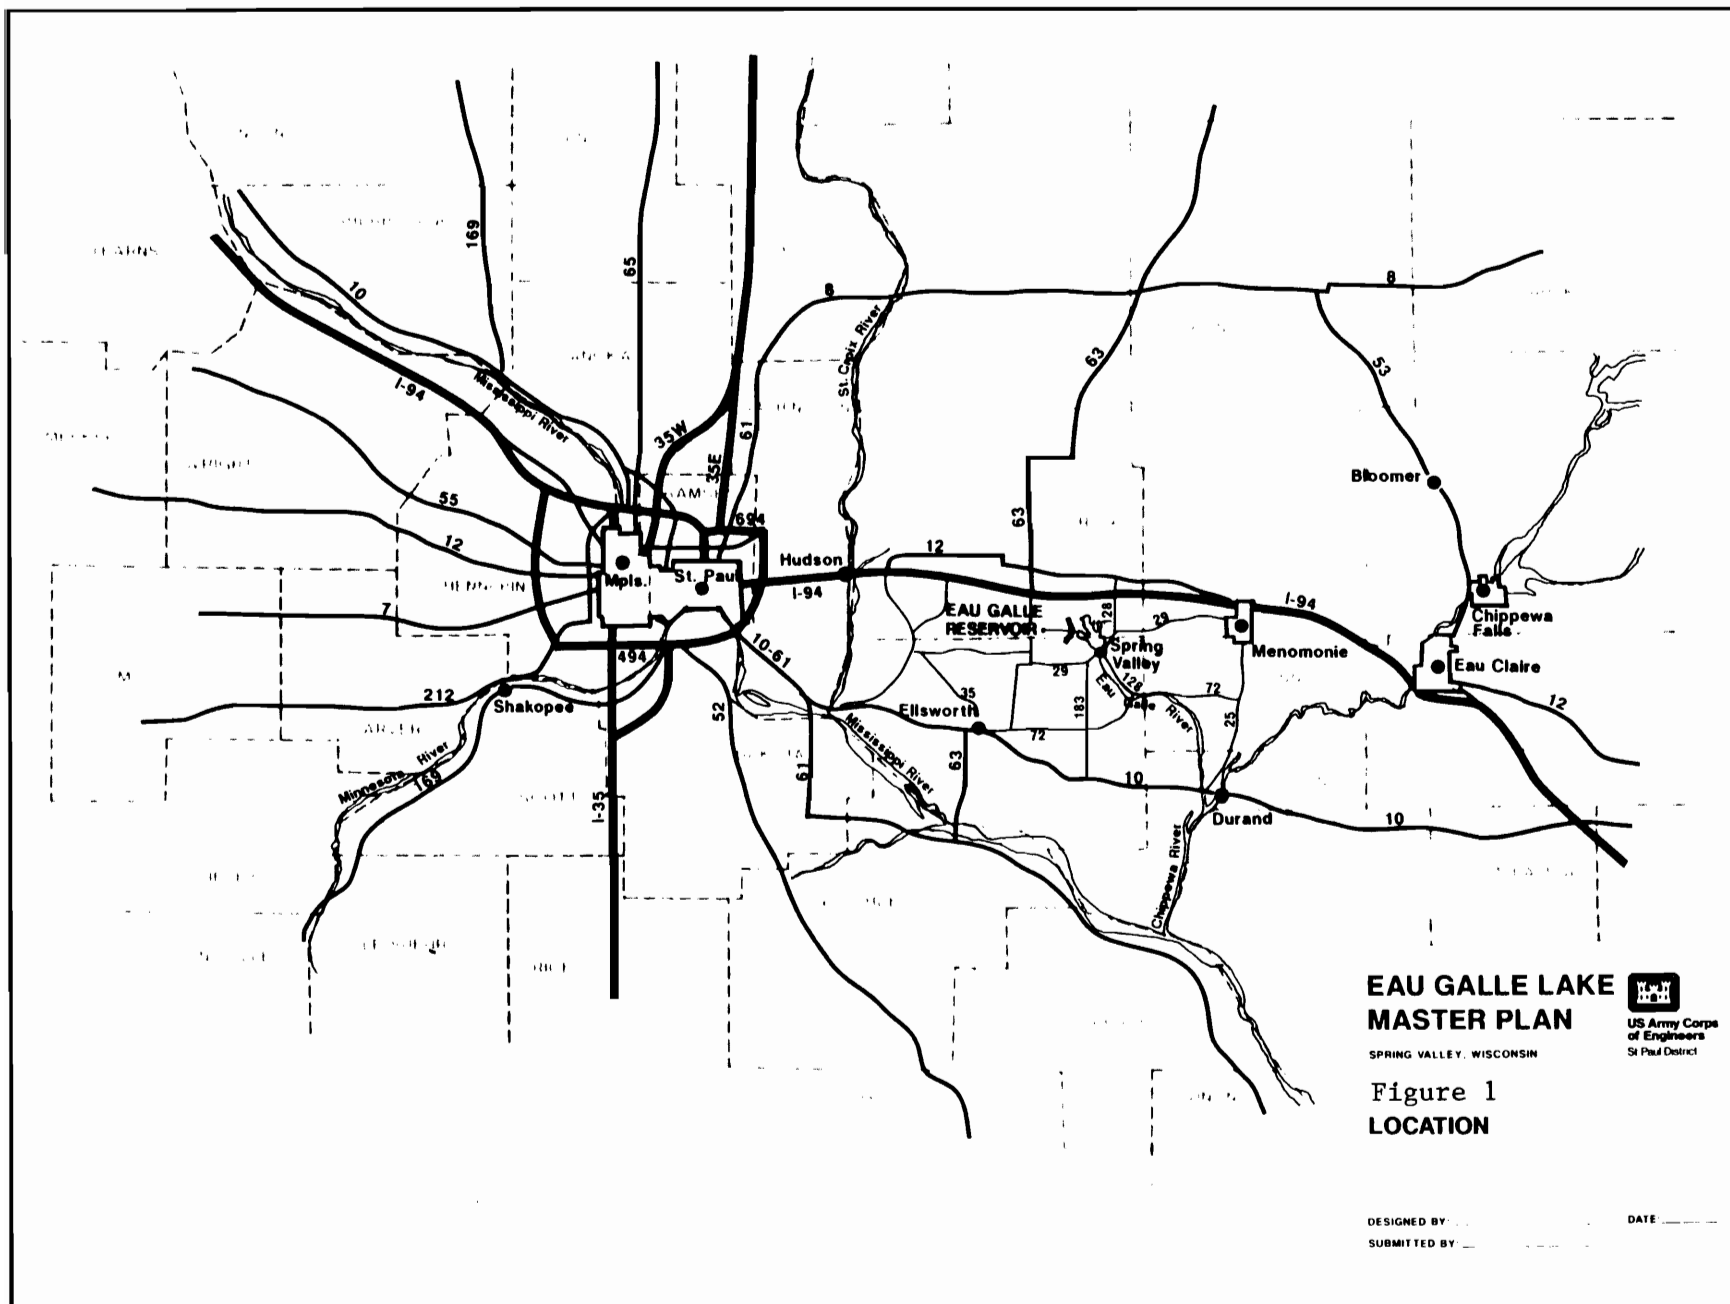 169
65
10
8
8
St. Croix River
63
53
I-94
Mississippi River
35W
61
35E
55
694
63
Bloomer
12
12
Hudson
Mpls.
St. Paul
I-94
I-94
HENNEPIN
7
EAU GALLE
RESERVOIR
128
29
Chippewa
Falls
Spring
Valley
Menomonie
Eau Claire
494
10-61
29
Eau
128
Galle
River
72
12
212
Shakopee
52
35
Ellsworth
183
25
72
Mississippi River
63
61
10
Minnesota River
169
I-35
Durand
10
Chippewa River
EAU GALLE LAKE
MASTER PLAN
SPRING VALLEY, WISCONSIN
US Army Corps
of Engineers
St Paul District
Figure 1
LOCATION
DESIGNED BY:
DATE:
SUBMITTED BY: